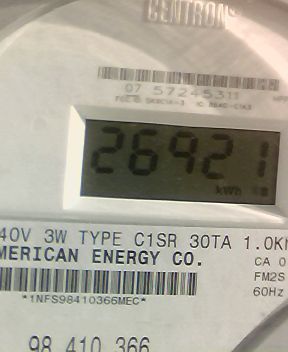 CENTRON®
07 57245311
26921
kWh
40V 3W TYPE C1SR 30TA 1.0K
MERICAN ENERGY CO.
CA 0
FM2S
*1NFS98410366MEC*
60Hz
98 410 366